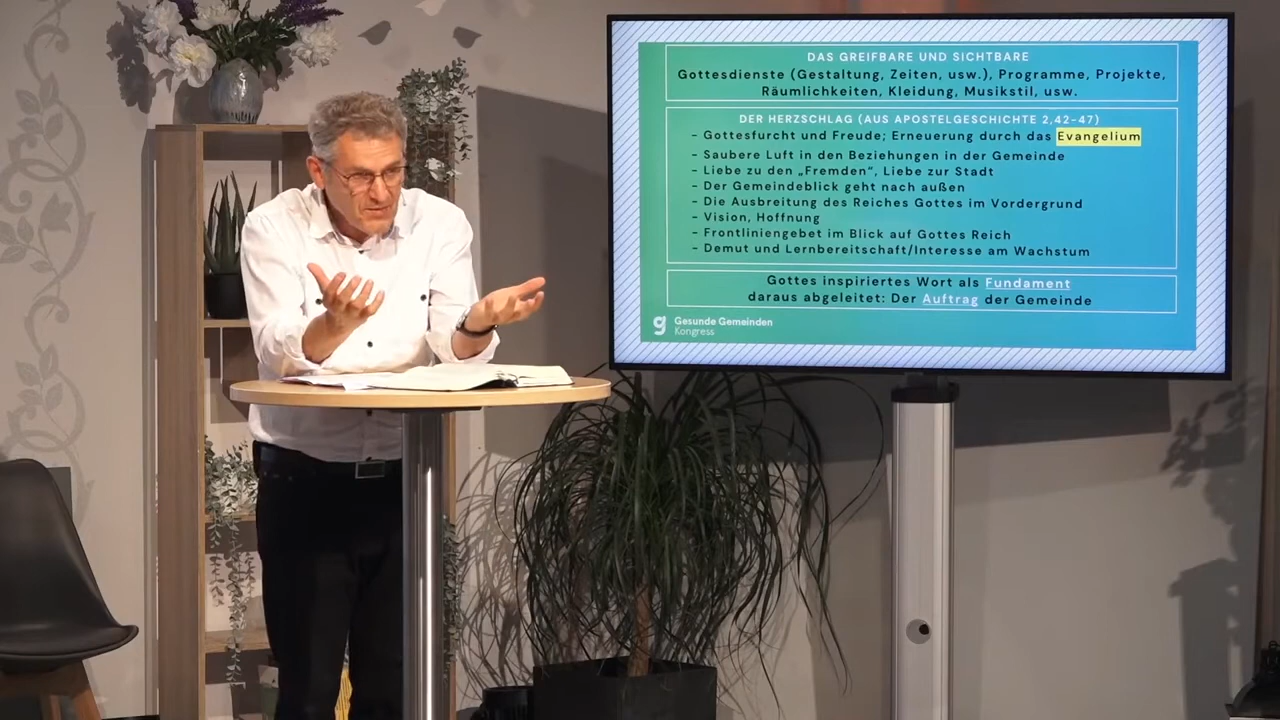 DAS GREIFBARE UND SICHTBARE
Gottesdienste (Gestaltung, Zeiten, usw.), Programme, Projekte,
Räumlichkeiten, Kleidung, Musikstil, usw.
DER HERZSCHLAG (AUS APOSTELGESCHICHTE 2,42-47)
- Gottesfurcht und Freude; Erneuerung durch das Evangelium
- Saubere Luft in den Beziehungen in der Gemeinde
- Liebe zu den „Fremden“, Liebe zur Stadt
- Der Gemeindeblick geht nach außen
- Die Ausbreitung des Reiches Gottes im Vordergrund
- Vision, Hoffnung
- Frontliniengebet im Blick auf Gottes Reich
- Demut und Lernbereitschaft/Interesse am Wachstum
Gottes inspiriertes Wort als Fundament
daraus abgeleitet: Der Auftrag der Gemeinde
g Gesunde Gemeinden
Kongress